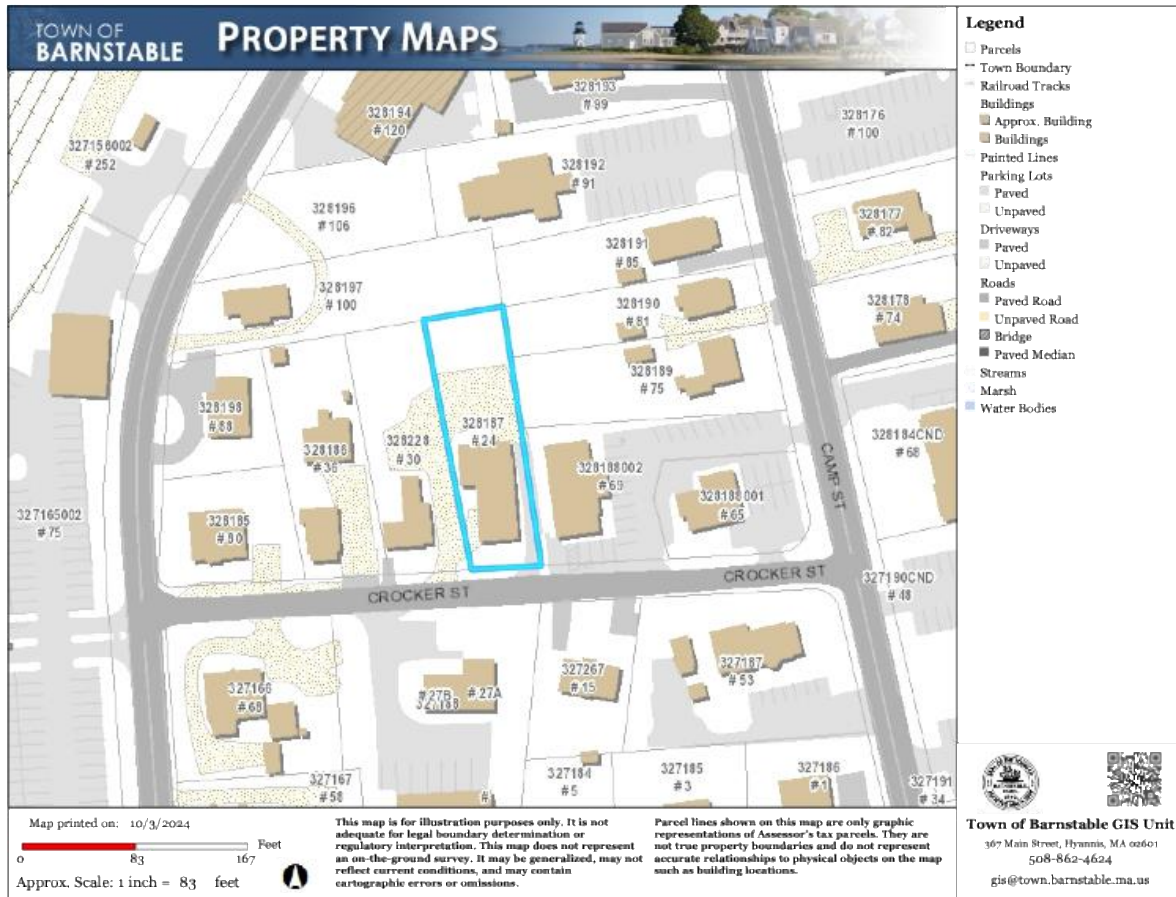 TOWN OF
BARNSTABLE
PROPERTY MAPS
328193
# 99
328194
# 120
328176
# 100
327156002
# 252
328192
# 91
328196
# 106
328177
# 82
328191
# 85
328197
# 100
328190
# 81
328178
# 74
328189
# 75
328198
# 88
328187
# 24
328228
# 30
328186
# 36
328184CND
# 68
328188002
# 69
328188001
# 65
CAMP ST
327165002
# 75
328185
# 80
CROCKER ST
CROCKER ST
327190CND
# 48
327267
# 15
327187
# 53
327166
# 68
# 27B
# 27A
327188
327184
# 5
327185
# 3
327186
# 1
327191
# 34
327167
# 58
#
Legend
Parcels
Town Boundary
Railroad Tracks
Buildings
Approx. Building
Buildings
Painted Lines
Parking Lots
Paved
Unpaved
Driveways
Paved
Unpaved
Roads
Paved Road
Unpaved Road
Bridge
Paved Median
Streams
Marsh
Water Bodies
Map printed on: 10/3/2024
Feet
0 83 167
Approx. Scale: 1 inch = 83 feet
This map is for illustration purposes only. It is not
adequate for legal boundary determination or
regulatory interpretation. This map does not represent
an on-the-ground survey. It may be generalized, may not
reflect current conditions, and may contain
cartographic errors or omissions.
Parcel lines shown on this map are only graphic
representations of Assessor's tax parcels. They are
not true property boundaries and do not represent
accurate relationships to physical objects on the map
such as building locations.
Town of Barnstable GIS Unit
367 Main Street, Hyannis, MA 02601
508-862-4624
gis@town.barnstable.ma.us